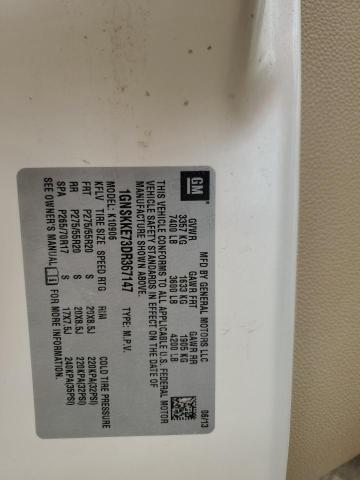 GM
MFD BY GENERAL MOTORS LLC
06/13
GVWR GAWR FRT GAWR RR
3357 KG 1633 KG 1905 KG
7400 LB 3600 LB 4200 LB
THIS VEHICLE CONFORMS TO ALL APPLICABLE U.S. FEDERAL MOTOR
VEHICLE SAFETY STANDARDS IN EFFECT ON THE DATE OF
MANUFACTURE SHOWN ABOVE.
1GNSKKE73DR367147 TYPE: M.P.V.
MODEL: K10906
KFLV TIRE SIZE SPEED RTG RIM COLD TIRE PRESSURE
FRT P275/55R20 S 20X8.5J 220KPA(32PSI)
RR P275/55R20 S 20X8.5J 220KPA(32PSI)
SPA P265/70R17 S 17X7.5J 240KPA(35PSI)
SEE OWNER'S MANUAL FOR MORE INFORMATION.